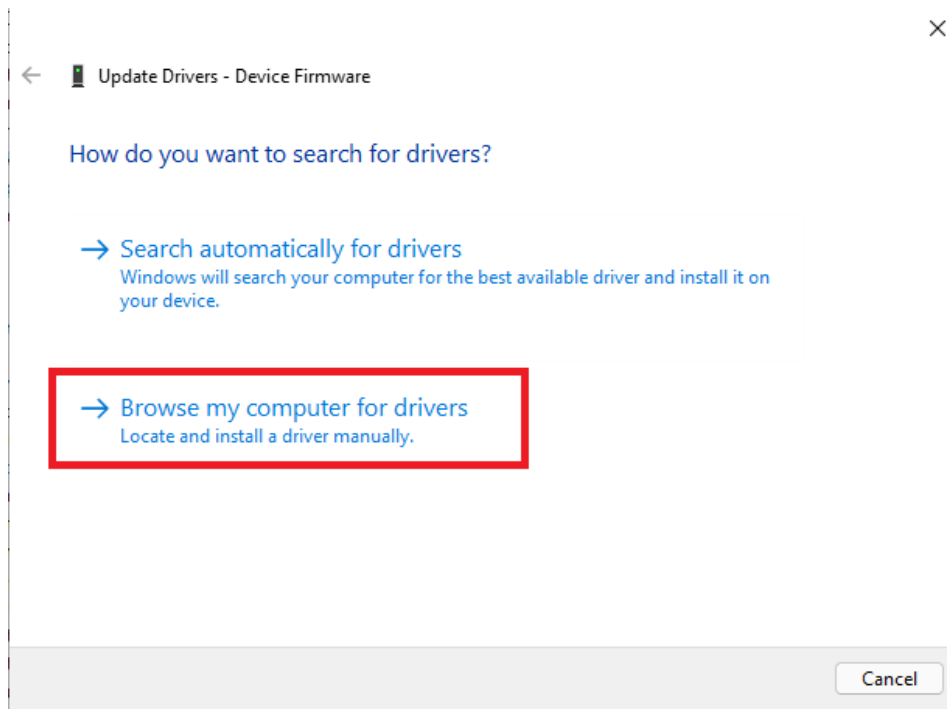 Update Drivers - Device Firmware
How do you want to search for drivers?
Search automatically for drivers
Windows will search your computer for the best available driver and install it on
your device.
Browse my computer for drivers
Locate and install a driver manually.
Cancel